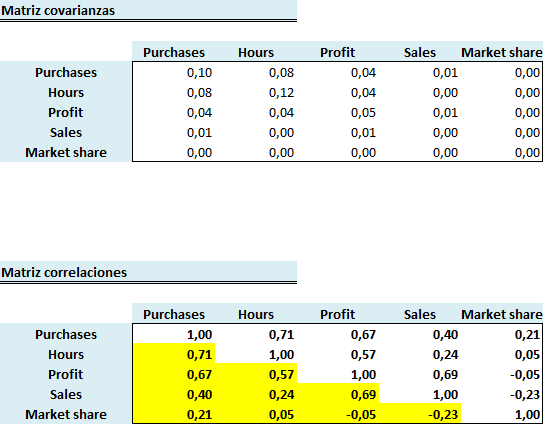 Matriz covarianzas
Purchases Hours Profit Sales Market share
Purchases 0,10 0,08 0,04 0,01 0,00
Hours 0,08 0,12 0,04 0,00 0,00
Profit 0,04 0,04 0,05 0,01 0,00
Sales 0,01 0,00 0,01 0,00 0,00
Market share 0,00 0,00 0,00 0,00 0,00
Matriz correlaciones
Purchases Hours Profit Sales Market share
Purchases 1,00 0,71 0,67 0,40 0,21
Hours 0,71 1,00 0,57 0,24 0,05
Profit 0,67 0,57 1,00 0,69 -0,05
Sales 0,40 0,24 0,69 1,00 -0,23
Market share 0,21 0,05 -0,05 -0,23 1,00